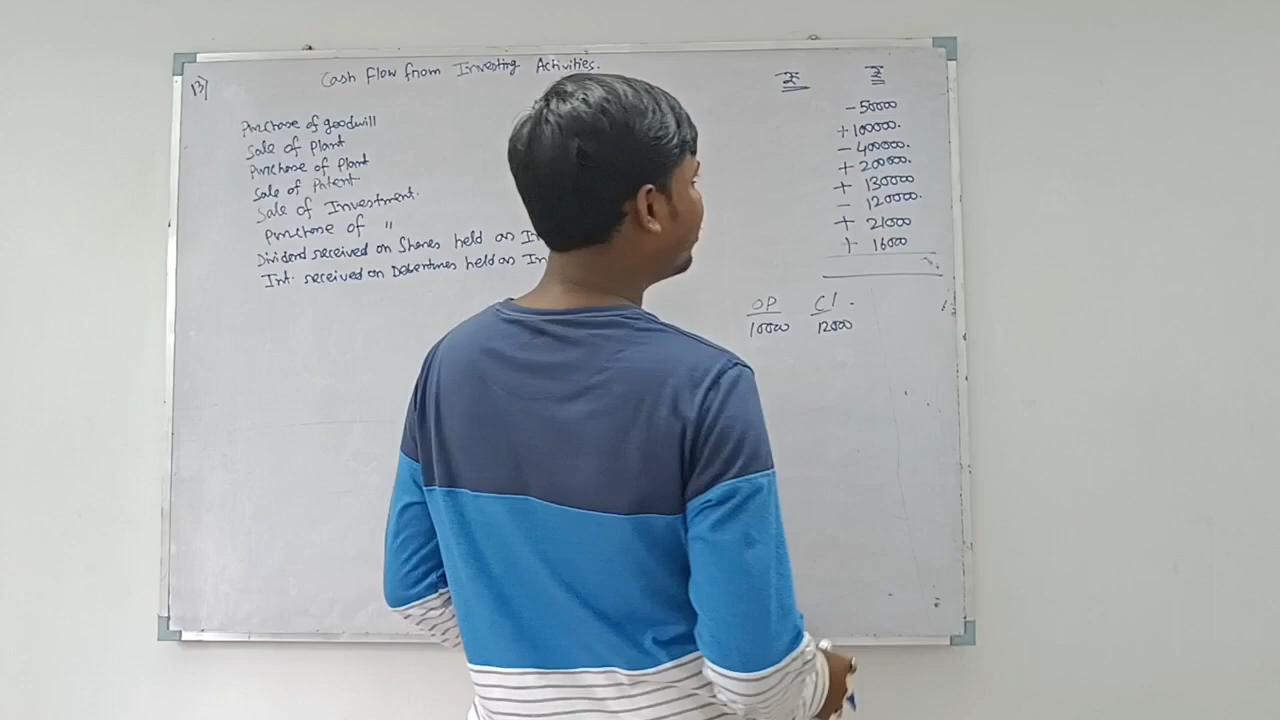 13) Cash Flow from Investing Activities. ₹ ₹
Purchase of goodwill - 50000
Sale of Plant + 100000.
Purchase of Plant - 400000.
Sale of Patent + 200000.
Sale of Investment. + 130000
Purchase of " - 120000.
Dividend received on Shares held as + 21000
Int. received on Debentures held as + 16000
OP Cl.
10000 12000